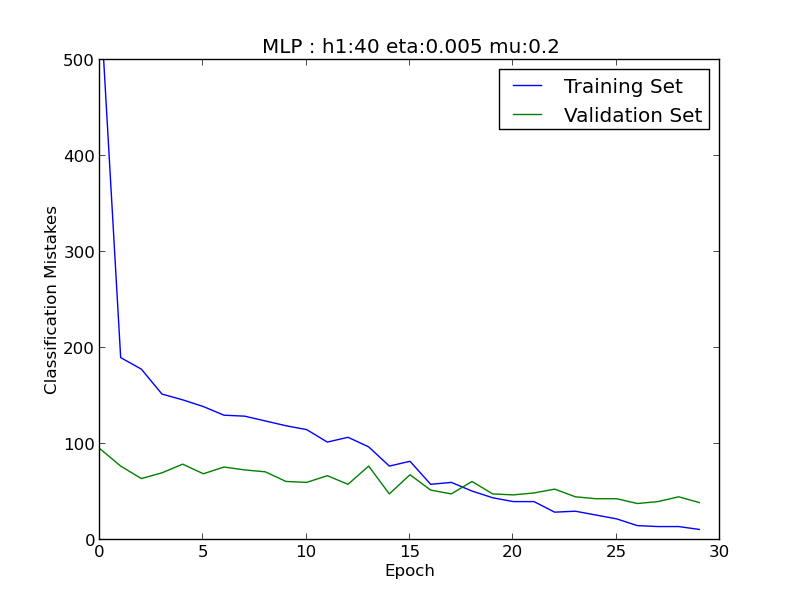 MLP : h1:40 eta:0.005 mu:0.2
500
400
300
200
100
0
Classification Mistakes
Training Set
Validation Set
0 5 10 15 20 25 30
Epoch